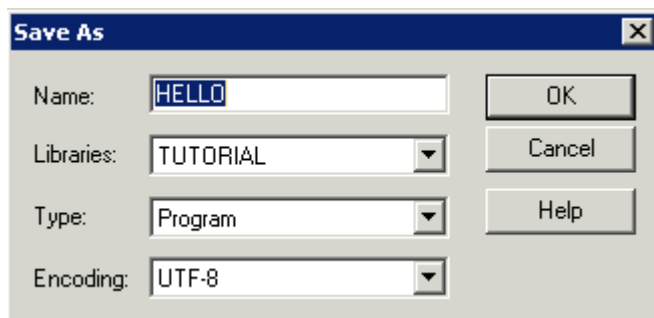 Save As
Name: HELLO OK
Libraries: TUTORIAL Cancel
Type: Program Help
Encoding: UTF-8